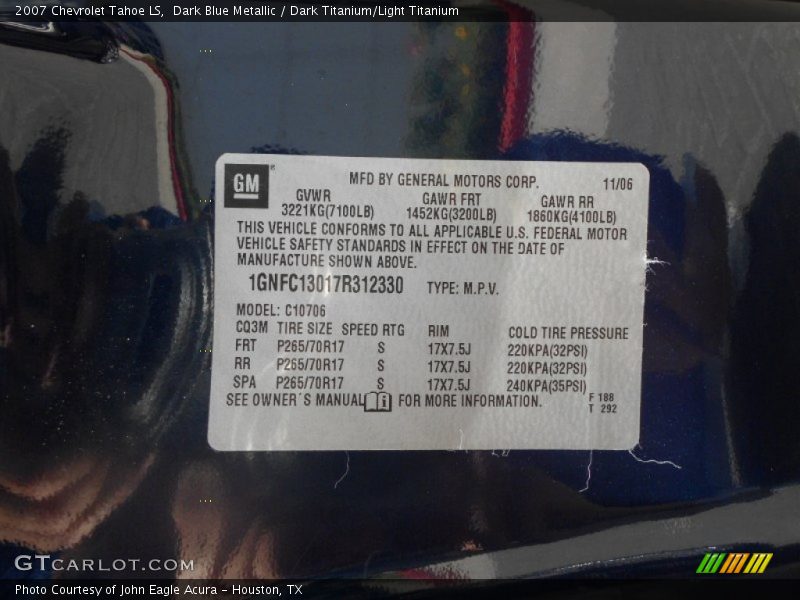 2007 Chevrolet Tahoe LS,  Dark Blue Metallic / Dark Titanium/Light Titanium
GM
®
MFD BY GENERAL MOTORS CORP.
11/06
GVWR
GAWR FRT
GAWR RR
3221KG(7100LB)
1452KG(3200LB)
1860KG(4100LB)
THIS VEHICLE CONFORMS TO ALL APPLICABLE U.S. FEDERAL MOTOR
VEHICLE SAFETY STANDARDS IN EFFECT ON THE DATE OF
MANUFACTURE SHOWN ABOVE.
1GNFC13017R312330 TYPE: M.P.V.
MODEL: C10706
CQ3M TIRE SIZE SPEED RTG RIM COLD TIRE PRESSURE
FRT P265/70R17 S 17X7.5J 220KPA(32PSI)
RR P265/70R17 S 17X7.5J 220KPA(32PSI)
SPA P265/70R17 S 17X7.5J 240KPA(35PSI)
SEE OWNER´S MANUAL i FOR MORE INFORMATION.
F 188
T 292
GTCARLOT.COM
Photo Courtesy of John Eagle Acura - Houston, TX